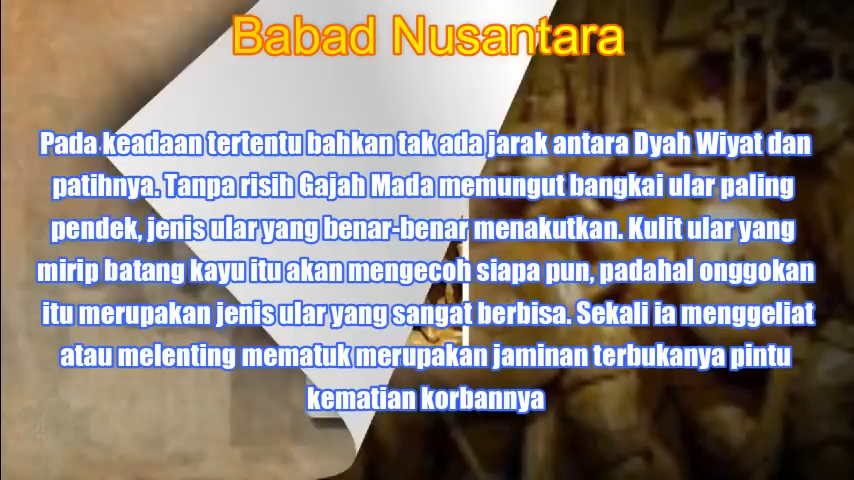 Babad Nusantara
Pada keadaan tertentu bahkan tak ada jarak antara Dyah Wiyat dan
patihnya. Tanpa risih Gajah Mada memungut bangkai ular paling
pendek, jenis ular yang benar-benar menakutkan. Kulit ular yang
mirip batang kayu itu akan mengecoh siapa pun, padahal onggokan
itu merupakan jenis ular yang sangat berbisa. Sekali ia menggeliat
atau melenting mematuk merupakan jaminan terbukanya pintu
kematian korbannya